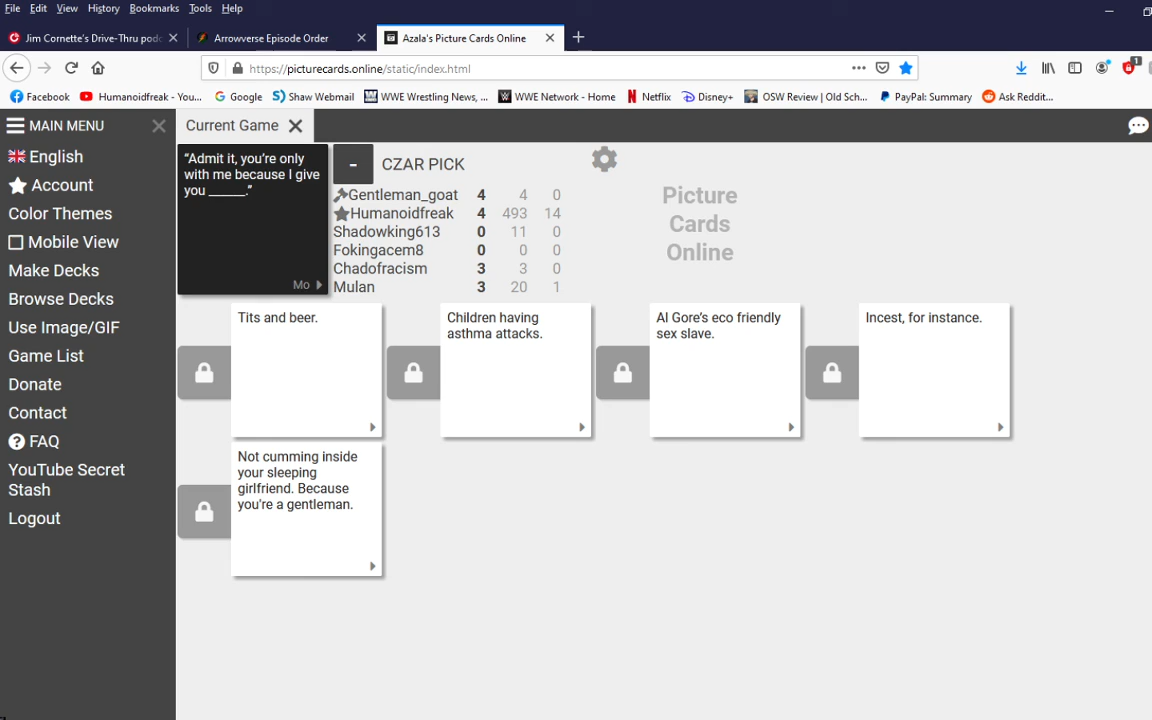 File Edit View History Bookmarks Tools Help
Jim Cornette's Drive-Thru pod
Arrowverse Episode Order
Azala's Picture Cards Online
https://picturecards.online/static/index.html
1
Facebook
Humanoidfreak - You...
Google
Shaw Webmail
WWE Wrestling News, ...
WWE Network - Home
Netflix
Disney+
OSW Review | Old Sch...
PayPal: Summary
Ask Reddit...
MAIN MENU
Current Game
English
Account
Color Themes
Mobile View
Make Decks
Browse Decks
Use Image/GIF
Game List
Donate
Contact
FAQ
YouTube Secret
Stash
Logout
“Admit it, you’re only
with me because I give
you ______.”
Mo
-
CZAR PICK
Gentleman_goat 4 4 0
Humanoidfreak 4 493 14
Shadowking613 0 11 0
Fokingacem8 0 0 0
Chadofracism 3 3 0
Mulan 3 20 1
Picture
Cards
Online
Tits and beer.
Children having
asthma attacks.
Al Gore’s eco friendly
sex slave.
Incest, for instance.
Not cumming inside
your sleeping
girlfriend. Because
you're a gentleman.